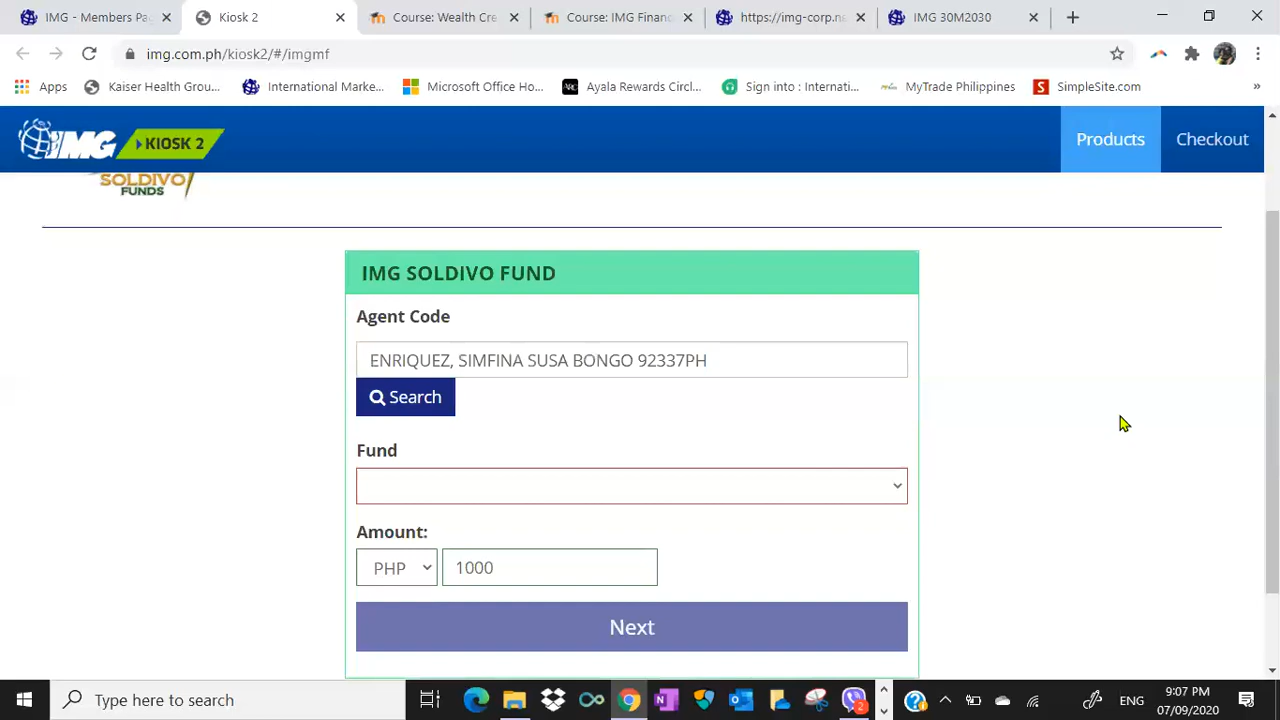 IMG - Members Pa
Kiosk 2
Course: Wealth Cre
Course: IMG Financ
https://img-corp.n
IMG 30M2030
img.com.ph/kiosk2/#/imgmf
Apps
Kaiser Health Grou...
International Marke...
Microsoft Office Ho...
Ayala Rewards Circl...
Sign into : Internati...
MyTrade Philippines
SimpleSite.com
»
IMG KIOSK 2
Products
Checkout
SOLDIVO
FUNDS
IMG SOLDIVO FUND
Agent Code
ENRIQUEZ, SIMFINA SUSA BONGO 92337PH
Search
Fund
Amount:
PHP
1000
Next
Type here to search
2
ENG
9:07 PM
07/09/2020